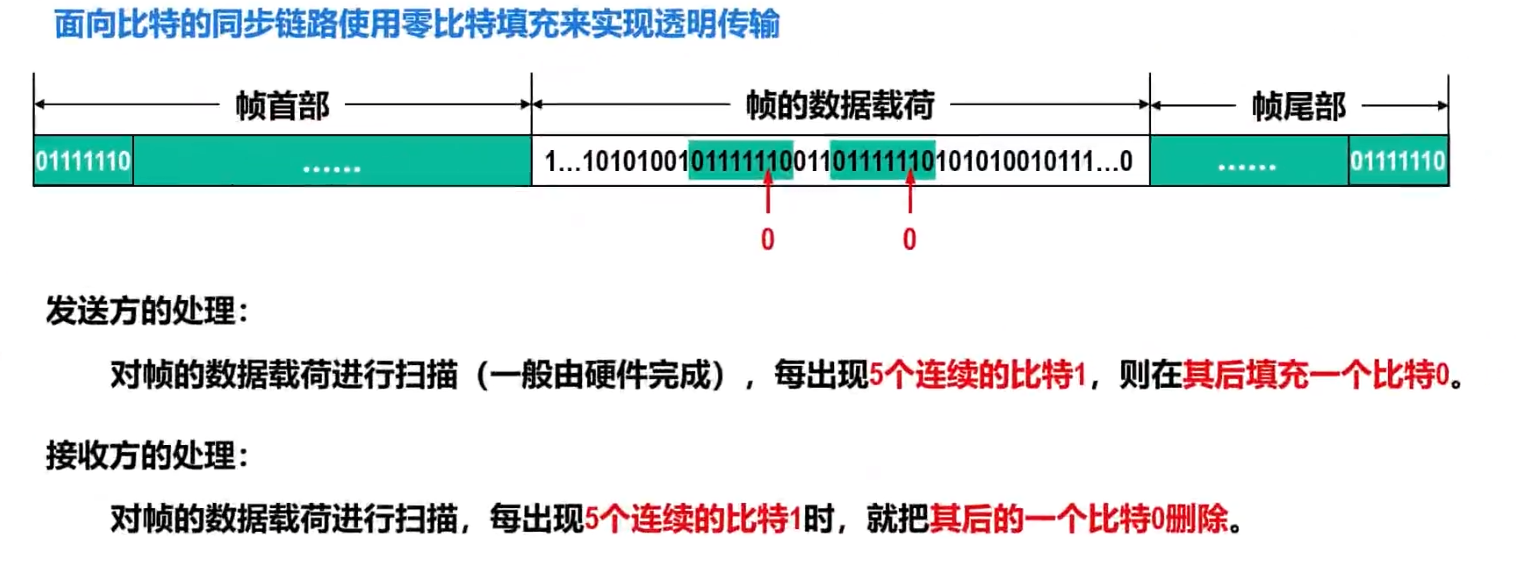 面向比特的同步链路使用零比特填充来实现透明传输
帧首部 帧的数据载荷 帧尾部
01111110 …… 1…10101001011111100110111111010101001​0111…0 …… 01111110
0 0
发送方的处理：
对帧的数据载荷进行扫描（一般由硬件完成），每出现5个连续的比特1，则在其后填充一个比特0。
接收方的处理：
对帧的数据载荷进行扫描，每出现5个连续的比特1时，就把其后的一个比特0删除。